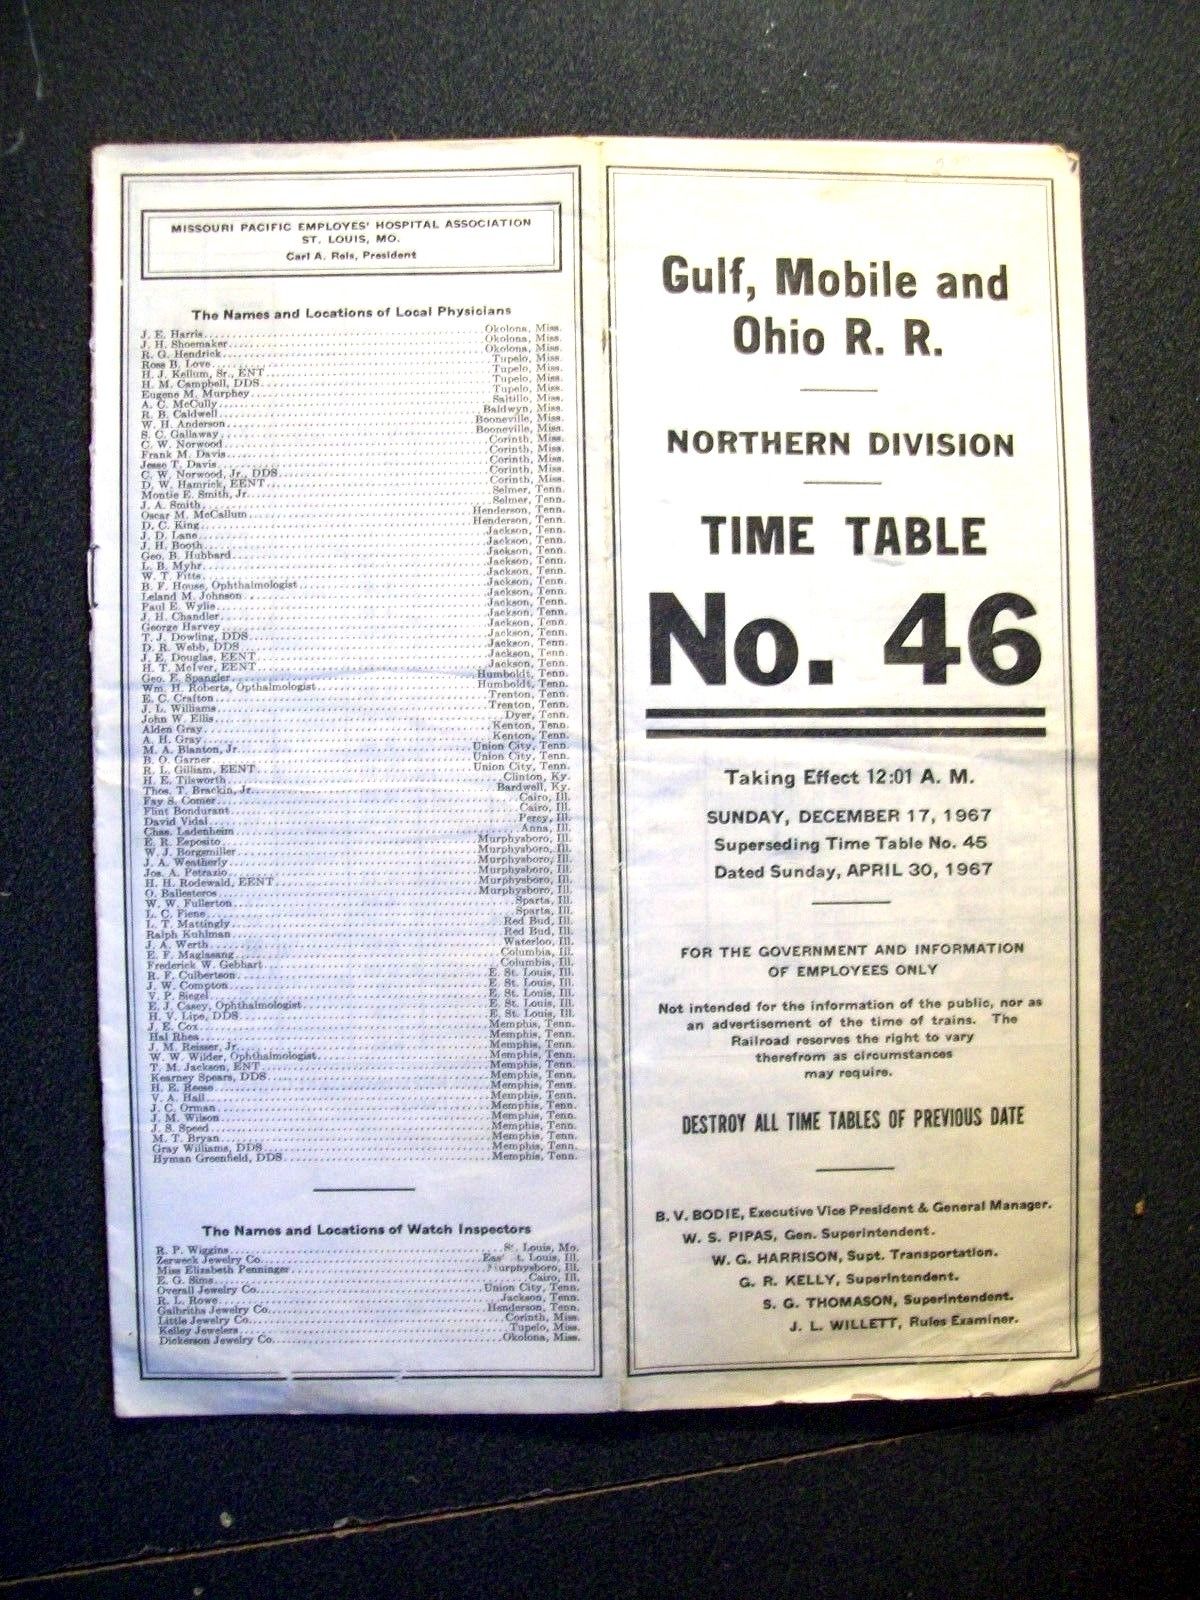 MISSOURI PACIFIC EMPLOYES' HOSPITAL ASSOCIATION
ST. LOUIS, MO.
Carl A. Reis, President
The Names and Locations of Local Physicians
J. E. Harris Okolona, Miss.
J. H. Shoemaker Okolona, Miss.
R. G. Hendrick Okolona, Miss.
Ross B. Love Tupelo, Miss.
H. J. Kellum, Sr., ENT Tupelo, Miss.
H. M. Campbell, DDS Tupelo, Miss.
Eugene M. Murphey Tupelo, Miss.
A. C. McCully Saltillo, Miss.
R. B. Caldwell Baldwyn, Miss.
W. H. Anderson Booneville, Miss.
S. C. Gallaway Booneville, Miss.
C. W. Norwood Corinth, Miss.
Frank M. Davis Corinth, Miss.
Jesse T. Davis Corinth, Miss.
C. W. Norwood, Jr., DDS Corinth, Miss.
D. W. Hamrick, EENT Corinth, Miss.
Montie E. Smith, Jr. Selmer, Tenn.
J. A. Smith Selmer, Tenn.
Oscar M. McCallum Henderson, Tenn.
D. C. King Henderson, Tenn.
J. D. Lane Jackson, Tenn.
J. H. Booth Jackson, Tenn.
Geo. B. Hubbard Jackson, Tenn.
L. B. Myhr Jackson, Tenn.
W. T. Fitts Jackson, Tenn.
B. F. House, Ophthalmologist Jackson, Tenn.
Leland M. Johnson Jackson, Tenn.
Paul E. Wylie Jackson, Tenn.
J. H. Chandler Jackson, Tenn.
George Harvey Jackson, Tenn.
T. J. Dowling, DDS Jackson, Tenn.
D. R. Webb, DDS Jackson, Tenn.
J. E. Douglas, EENT Jackson, Tenn.
H. T. McIver, EENT Jackson, Tenn.
Geo. E. Spangler Humboldt, Tenn.
Wm. H. Roberts, Opthalmologist Humboldt, Tenn.
E. C. Crafton Trenton, Tenn.
J. L. Williams Trenton, Tenn.
John W. Ellis Dyer, Tenn.
Alden Gray Kenton, Tenn.
A. H. Gray Kenton, Tenn.
M. A. Blanton, Jr. Union City, Tenn.
B. O. Garner Union City, Tenn.
R. L. Gilliam, EENT Union City, Tenn.
H. E. Tilsworth Clinton, Ky.
Thos. T. Brackin, Jr. Bardwell, Ky.
Fay S. Comer Cairo, Ill.
Flint Bondurant Cairo, Ill.
David Vidal Percy, Ill.
Chas. Ladenheim Anna, Ill.
E. R. Esposito Murphysboro, Ill.
W. J. Borgsmiller Murphysboro, Ill.
J. A. Weatherly Murphysboro, Ill.
Jos. A. Petrazio Murphysboro, Ill.
H. H. Rodewald, EENT Murphysboro, Ill.
O. Ballesteros Murphysboro, Ill.
W. W. Fullerton Sparta, Ill.
L. C. Fiene Sparta, Ill.
L. T. Mattingly Red Bud, Ill.
Ralph Kuhlman Red Bud, Ill.
J. A. Werth Waterloo, Ill.
E. F. Maglasang Columbia, Ill.
Frederick W. Gebhart Columbia, Ill.
R. F. Culbertson E. St. Louis, Ill.
J. W. Compton E. St. Louis, Ill.
V. P. Siegel E. St. Louis, Ill.
E. J. Casey, Ophthalmologist E. St. Louis, Ill.
H. V. Lipe, DDS E. St. Louis, Ill.
J. E. Cox Memphis, Tenn.
Hal Rhea Memphis, Tenn.
J. M. Reisser, Jr. Memphis, Tenn.
W. W. Wilder, Ophthalmologist Memphis, Tenn.
T. M. Jackson, ENT Memphis, Tenn.
Kearney Spears, DDS Memphis, Tenn.
H. E. Reese Memphis, Tenn.
V. A. Hall Memphis, Tenn.
J. C. Orman Memphis, Tenn.
J. M. Wilson Memphis, Tenn.
J. S. Speed Memphis, Tenn.
M. T. Bryan Memphis, Tenn.
Gray Williams, DDS Memphis, Tenn.
Hyman Greenfield, DDS Memphis, Tenn.
The Names and Locations of Watch Inspectors
R. P. Wiggins St. Louis, Mo.
Zerweck Jewelry Co. East St. Louis, Ill.
Miss Elizabeth Penninger Murphysboro, Ill.
E. G. Sims Cairo, Ill.
Overall Jewelry Co. Union City, Tenn.
R. L. Rowe Jackson, Tenn.
Galbriths Jewelry Co. Henderson, Tenn.
Little Jewelry Co. Corinth, Miss.
Kelley Jewelers Tupelo, Miss.
Dickerson Jewelry Co. Okolona, Miss.
Gulf, Mobile and
Ohio R. R.
NORTHERN DIVISION
TIME TABLE
No. 46
Taking Effect 12:01 A. M.
SUNDAY, DECEMBER 17, 1967
Superseding Time Table No. 45
Dated Sunday, APRIL 30, 1967
FOR THE GOVERNMENT AND INFORMATION
OF EMPLOYEES ONLY
Not intended for the information of the public, nor as
an advertisement of the time of trains. The
Railroad reserves the right to vary
therefrom as circumstances
may require.
DESTROY ALL TIME TABLES OF PREVIOUS DATE
B. V. BODIE, Executive Vice President & General Manager.
W. S. PIPAS, Gen. Superintendent.
W. G. HARRISON, Supt. Transportation.
G. R. KELLY, Superintendent.
S. G. THOMASON, Superintendent.
J. L. WILLETT, Rules Examiner.